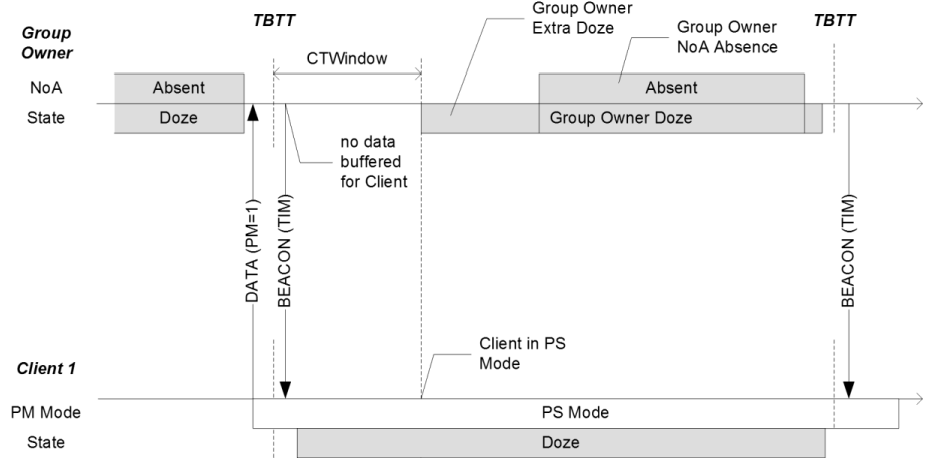 TBTT
Group Owner
Extra Doze
TBTT
Group
Owner
CTWindow
Group Owner
NoA Absence
NoA
Absent
Absent
State
Doze
Group Owner Doze
no data
buffered
for Client
DATA (PM=1)
BEACON (TIM)
BEACON (TIM)
Client in PS
Mode
Client 1
PM Mode
PS Mode
State
Doze